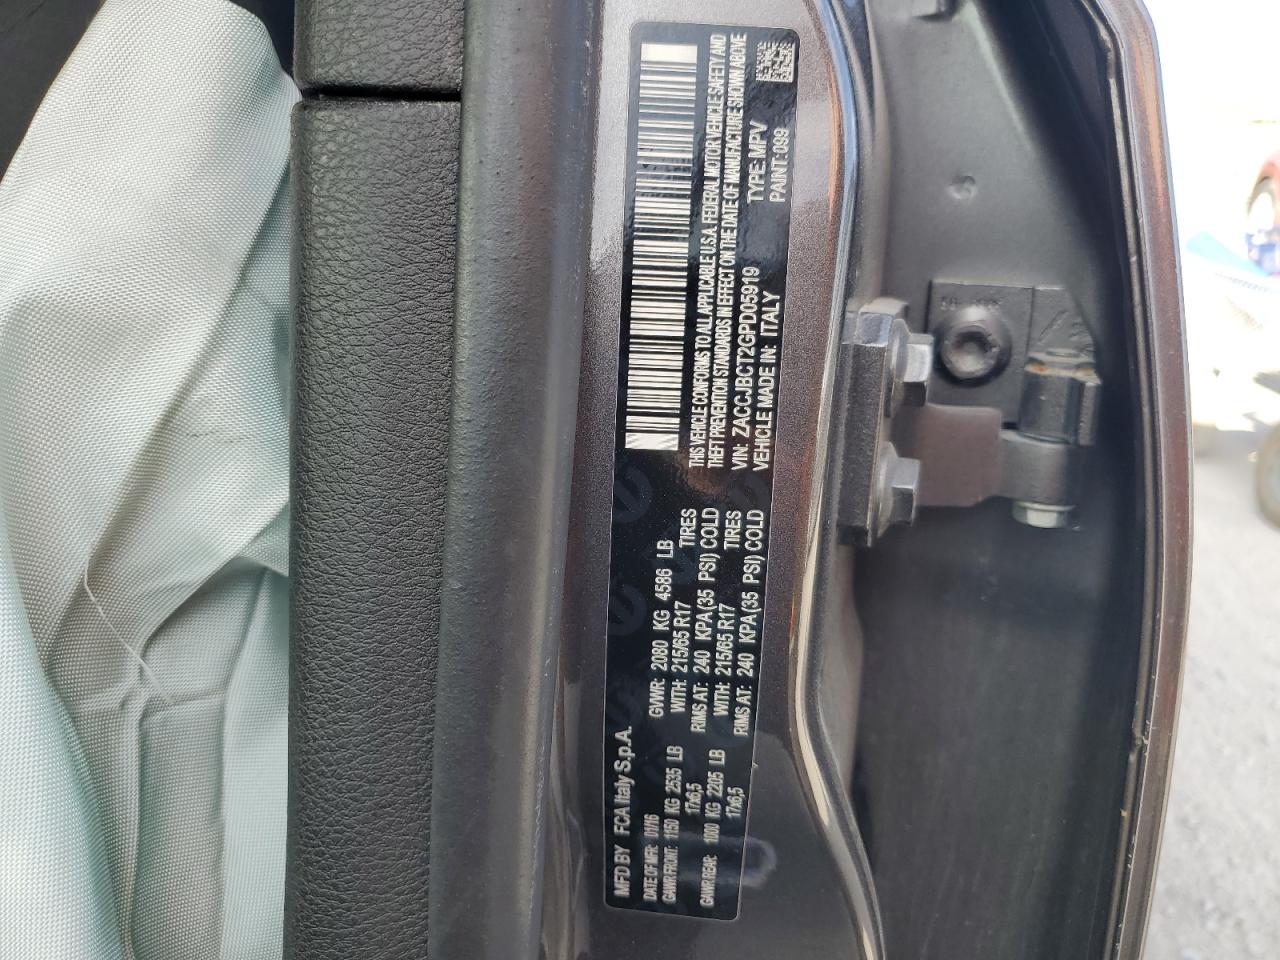 MFD BY FCA Italy S.p.A.
DATE OF MFR: 01/16 GVWR: 2080 KG 4586 LB
GAWR FRONT: 1150 KG 2535 LB WITH: 215/65 R17 TIRES
17x6,5 RIMS AT: 240 KPA(35 PSI) COLD
GAWR REAR: 1000 KG 2205 LB WITH: 215/65 R17 TIRES
17x6,5 RIMS AT: 240 KPA(35 PSI) COLD
THIS VEHICLE CONFORMS TO ALL APPLICABLE U.S.A. FEDERAL MOTOR VEHICLE SAFETY AND
THEFT PREVENTION STANDARDS IN EFFECT ON THE DATE OF MANUFACTURE SHOWN ABOVE
VIN: ZACCJBCT2GPD05919 TYPE: MPV
VEHICLE MADE IN: ITALY PAINT: 099